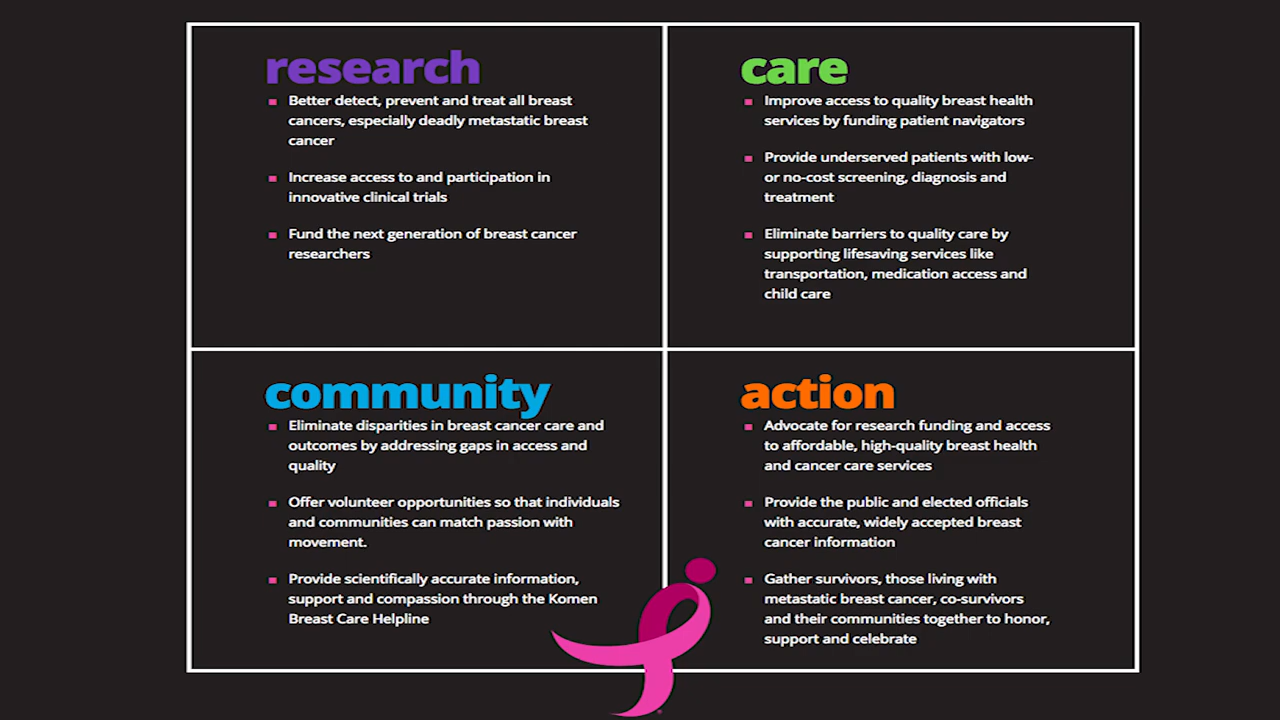 research
Better detect, prevent and treat all breast
cancers, especially deadly metastatic breast
cancer
Increase access to and participation in
innovative clinical trials
Fund the next generation of breast cancer
researchers
care
Improve access to quality breast health
services by funding patient navigators
Provide underserved patients with low-
or no-cost screening, diagnosis and
treatment
Eliminate barriers to quality care by
supporting lifesaving services like
transportation, medication access and
child care
community
Eliminate disparities in breast cancer care and
outcomes by addressing gaps in access and
quality
Offer volunteer opportunities so that individuals
and communities can match passion with
movement.
Provide scientifically accurate information,
support and compassion through the Komen
Breast Care Helpline
action
Advocate for research funding and access
to affordable, high-quality breast health
and cancer care services
Provide the public and elected officials
with accurate, widely accepted breast
cancer information
Gather survivors, those living with
metastatic breast cancer, co-survivors
and their communities together to honor,
support and celebrate